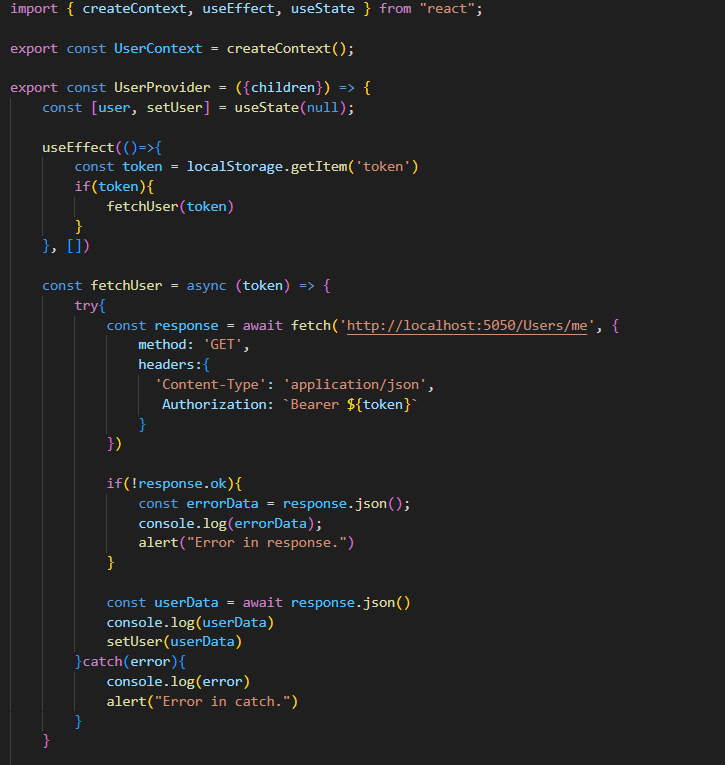 import { createContext, useEffect, useState } from "react";
export const UserContext = createContext();
export const UserProvider = ({children}) => {
const [user, setUser] = useState(null);
useEffect(()=>{
const token = localStorage.getItem('token')
if(token){
fetchUser(token)
}
}, [])
const fetchUser = async (token) => {
try{
const response = await fetch('http://localhost:5050/Users/me', {
method: 'GET',
headers:{
'Content-Type': 'application/json',
Authorization: `Bearer ${token}`
}
})
if(!response.ok){
const errorData = response.json();
console.log(errorData);
alert("Error in response.")
}
const userData = await response.json()
console.log(userData)
setUser(userData)
}catch(error){
console.log(error)
alert("Error in catch.")
}
}